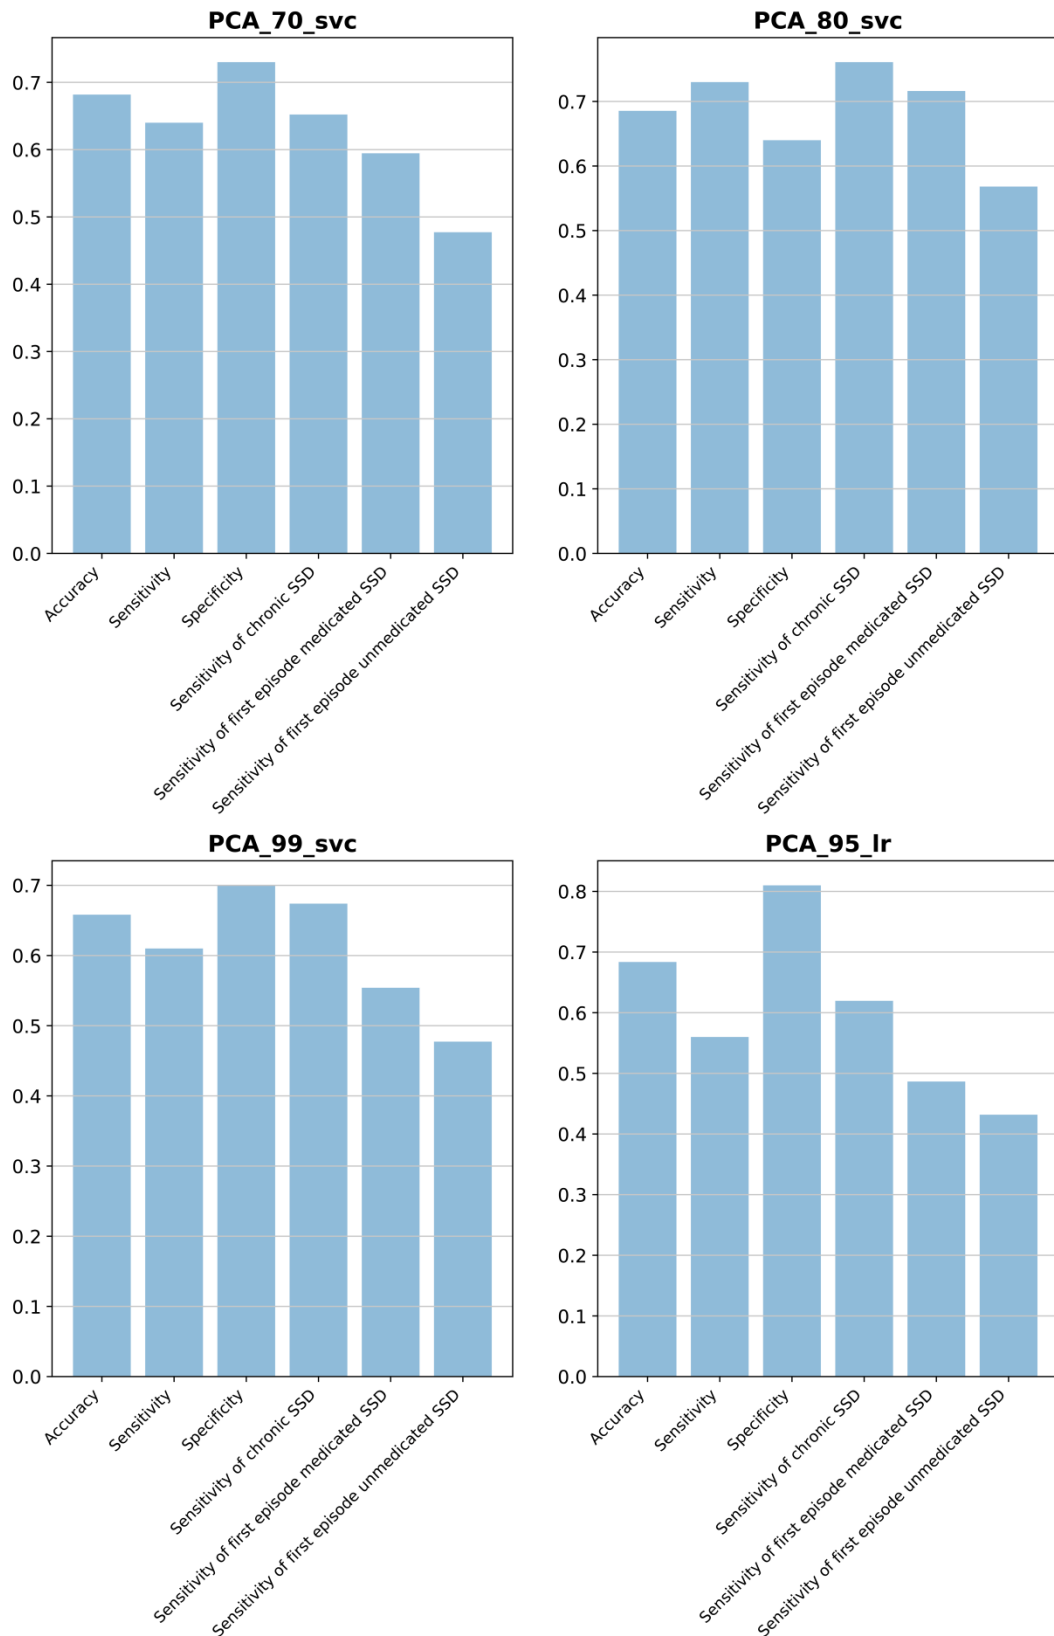 PCA_70_svc
0.7
0.6
0.5
0.4
0.3
0.2
0.1
0.0
Accuracy
Sensitivity
Specificity
Sensitivity of chronic SSD
Sensitivity of first episode medicated SSD
Sensitivity of first episode unmedicated SSD
PCA_80_svc
0.7
0.6
0.5
0.4
0.3
0.2
0.1
0.0
Accuracy
Sensitivity
Specificity
Sensitivity of chronic SSD
Sensitivity of first episode medicated SSD
Sensitivity of first episode unmedicated SSD
PCA_99_svc
0.7
0.6
0.5
0.4
0.3
0.2
0.1
0.0
Accuracy
Sensitivity
Specificity
Sensitivity of chronic SSD
Sensitivity of first episode medicated SSD
Sensitivity of first episode unmedicated SSD
PCA_95_lr
0.8
0.7
0.6
0.5
0.4
0.3
0.2
0.1
0.0
Accuracy
Sensitivity
Specificity
Sensitivity of chronic SSD
Sensitivity of first episode medicated SSD
Sensitivity of first episode unmedicated SSD